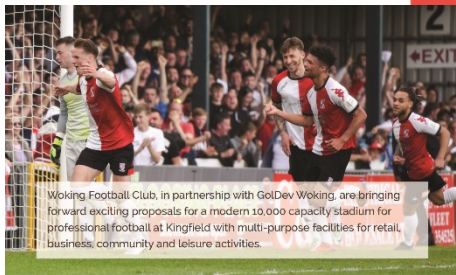 2
EXIT
Woking Football Club, in partnership with GolDev Woking, are bringing
forward exciting proposals for a modern 10,000 capacity stadium for
professional football at Kingfield with multi-purpose facilities for retail,
business, community and leisure activities.
FLEET